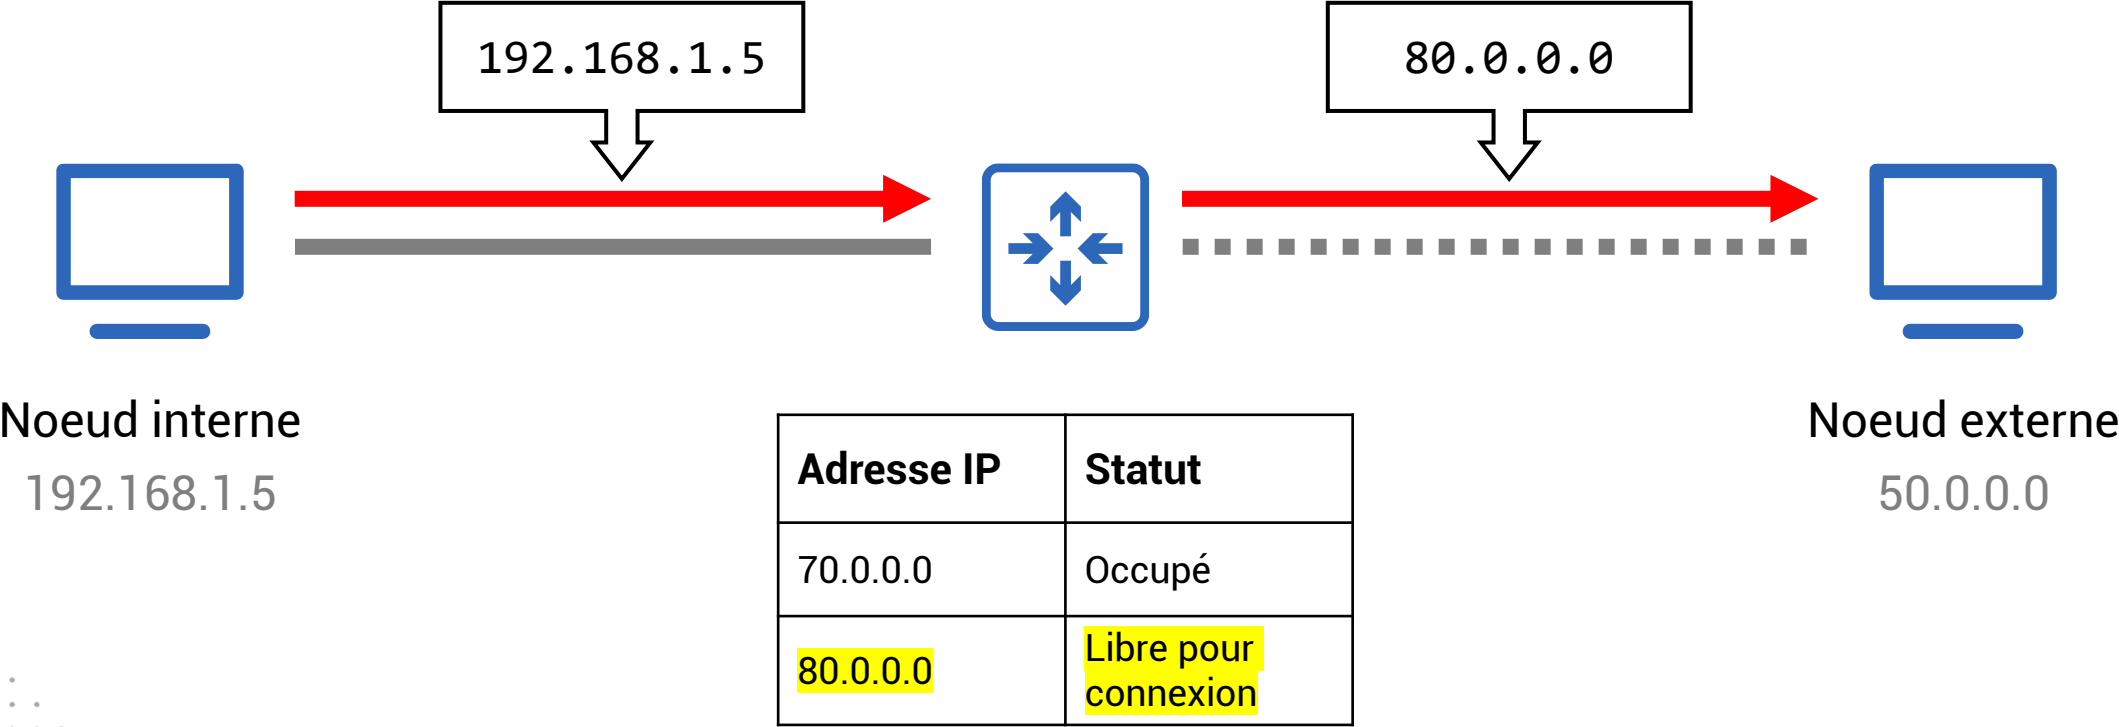 192.168.1.5
80.0.0.0
Noeud interne
192.168.1.5
Noeud externe
50.0.0.0
Adresse IP Statut
70.0.0.0 Occupé
80.0.0.0 Libre pour
connexion